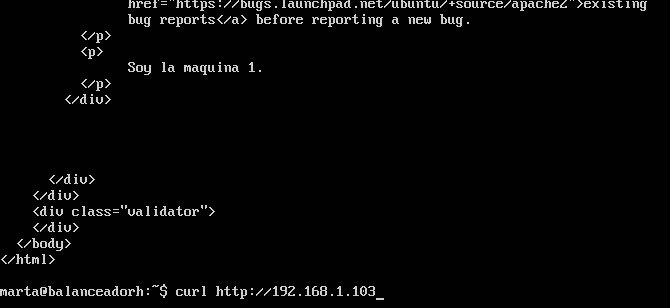 href="https://bugs.launchpad.net/ubuntu/+source/apache2">existing
bug reports</a> before reporting a new bug.
</p>
<p>
Soy la maquina 1.
</p>
</div>
</div>
</div>
<div class="validator">
</div>
</body>
</html>
marta@balanceadorh:~$ curl http://192.168.1.103_